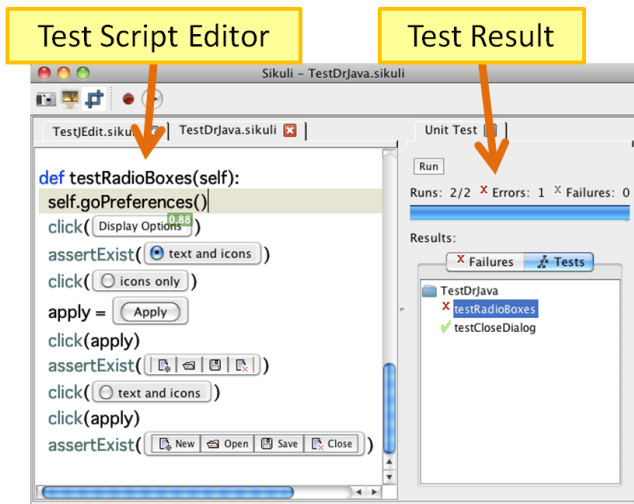 Test Script Editor
Test Result
Sikuli – TestDrJava.sikuli
TestJEdit.siku
TestDrJava.sikuli
Unit Test
def testRadioBoxes(self):
self.goPreferences()
click( Display Options 0.88 )
assertExist( text and icons )
click( icons only )
apply = Apply
click(apply)
assertExist( )
click( text and icons )
click(apply)
assertExist( New Open Save Close )
Run
Runs: 2/2 X Errors: 1 X Failures: 0
Results:
X Failures Tests
TestDrJava
X testRadioBoxes
testCloseDialog